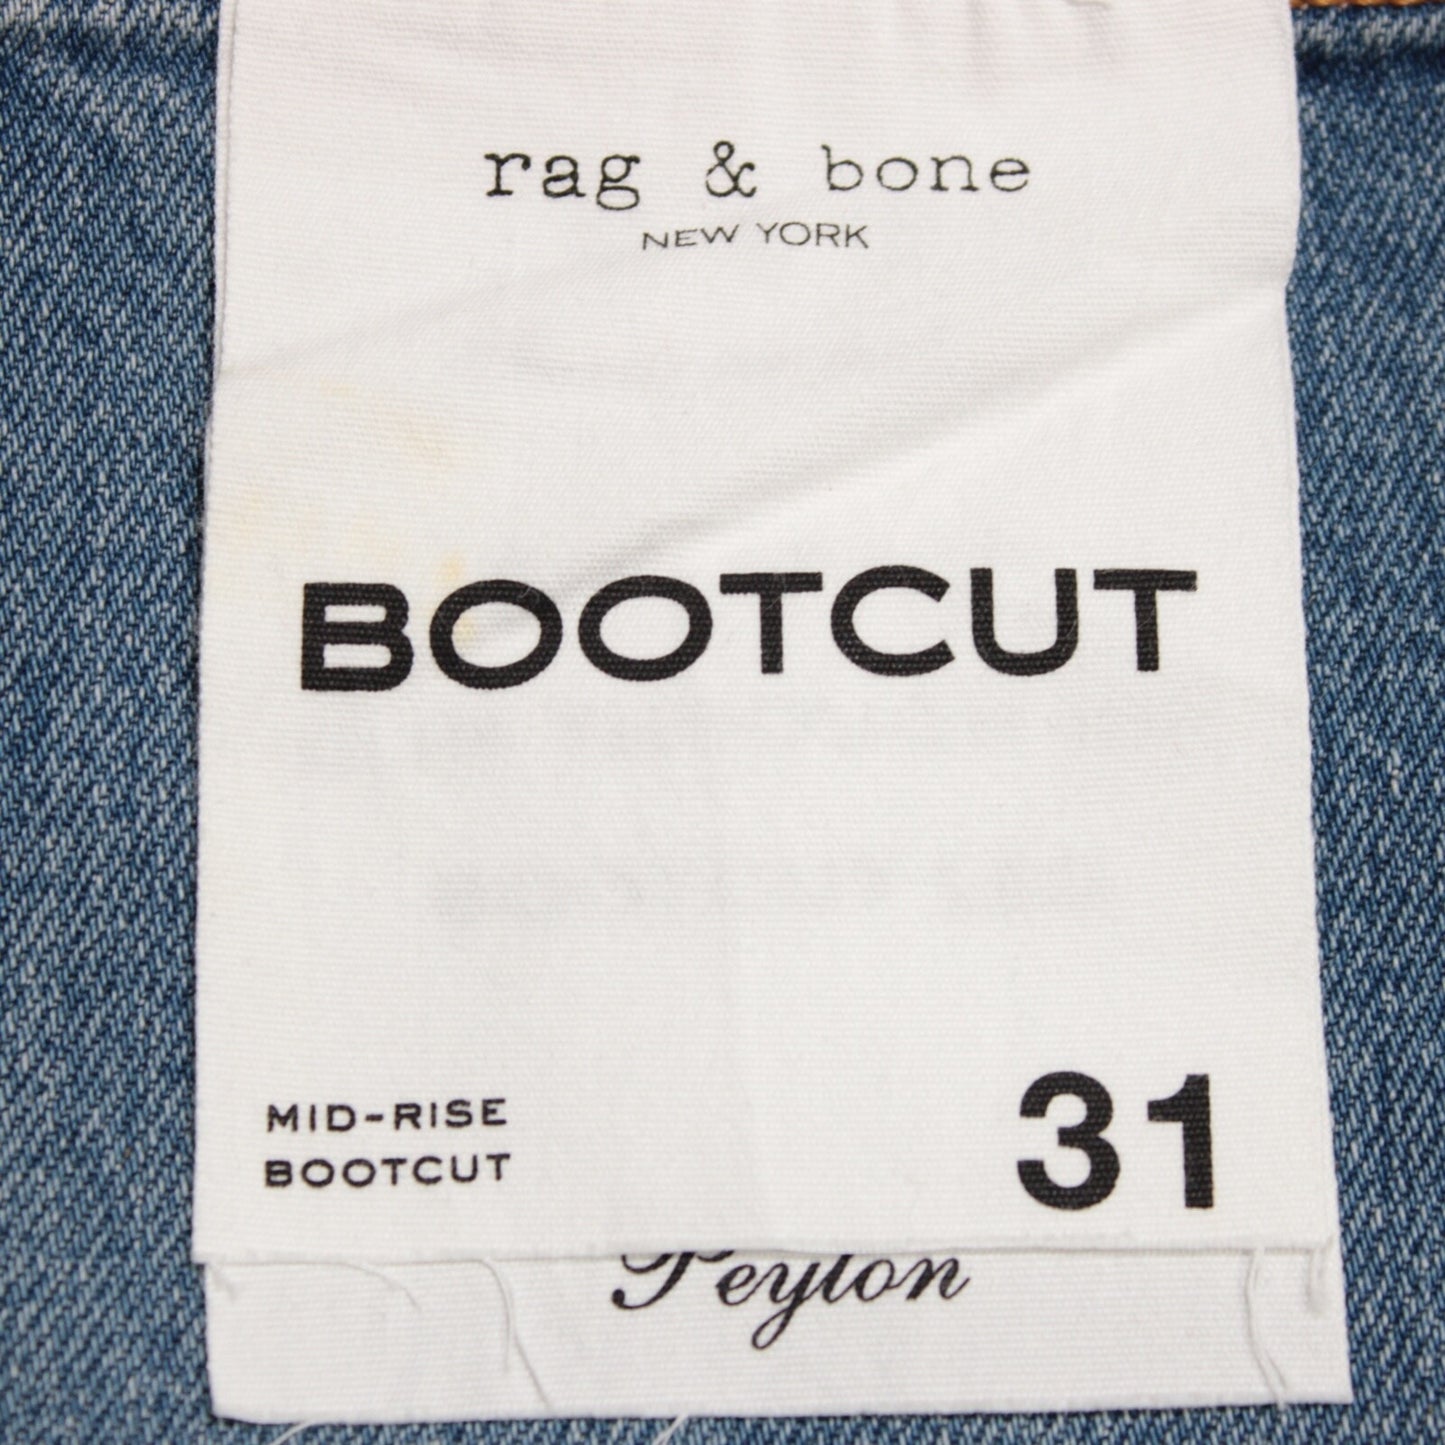 rag & bone
NEW YORK
BOOTCUT
MID-RISE
BOOTCUT
31
Peyton